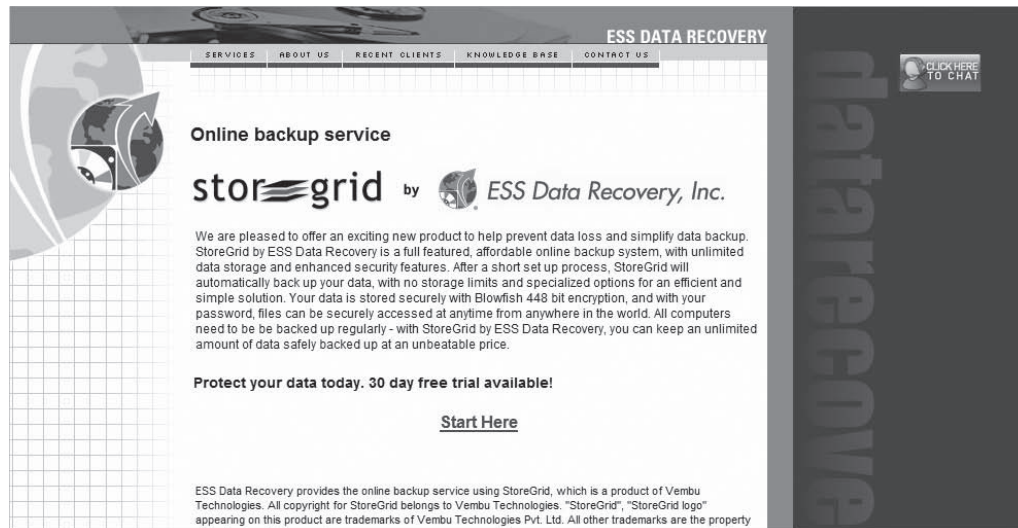 ESS DATA RECOVERY
SERVICES
ABOUT US
RECENT CLIENTS
KNOWLEDGE BASE
CONTACT US
CLICK HERE
TO CHAT
Online backup service
storegrid by ESS Data Recovery, Inc.
We are pleased to offer an exciting new product to help prevent data loss and simplify data backup.
StoreGrid by ESS Data Recovery is a full featured, affordable online backup system, with unlimited
data storage and enhanced security features. After a short set up process, StoreGrid will
automatically back up your data, with no storage limits and specialized options for an efficient and
simple solution. Your data is stored securely with Blowfish 448 bit encryption, and with your
password, files can be securely accessed at anytime from anywhere in the world. All computers
need to be be backed up regularly - with StoreGrid by ESS Data Recovery, you can keep an unlimited
amount of data safely backed up at an unbeatable price.
Protect your data today. 30 day free trial available!
Start Here
ESS Data Recovery provides the online backup service using StoreGrid, which is a product of Vembu
Technologies. All copyright for StoreGrid belongs to Vembu Technologies. "StoreGrid", "StoreGrid logo"
appearing on this product are trademarks of Vembu Technologies Pvt. Ltd. All other trademarks are the property
datarecove